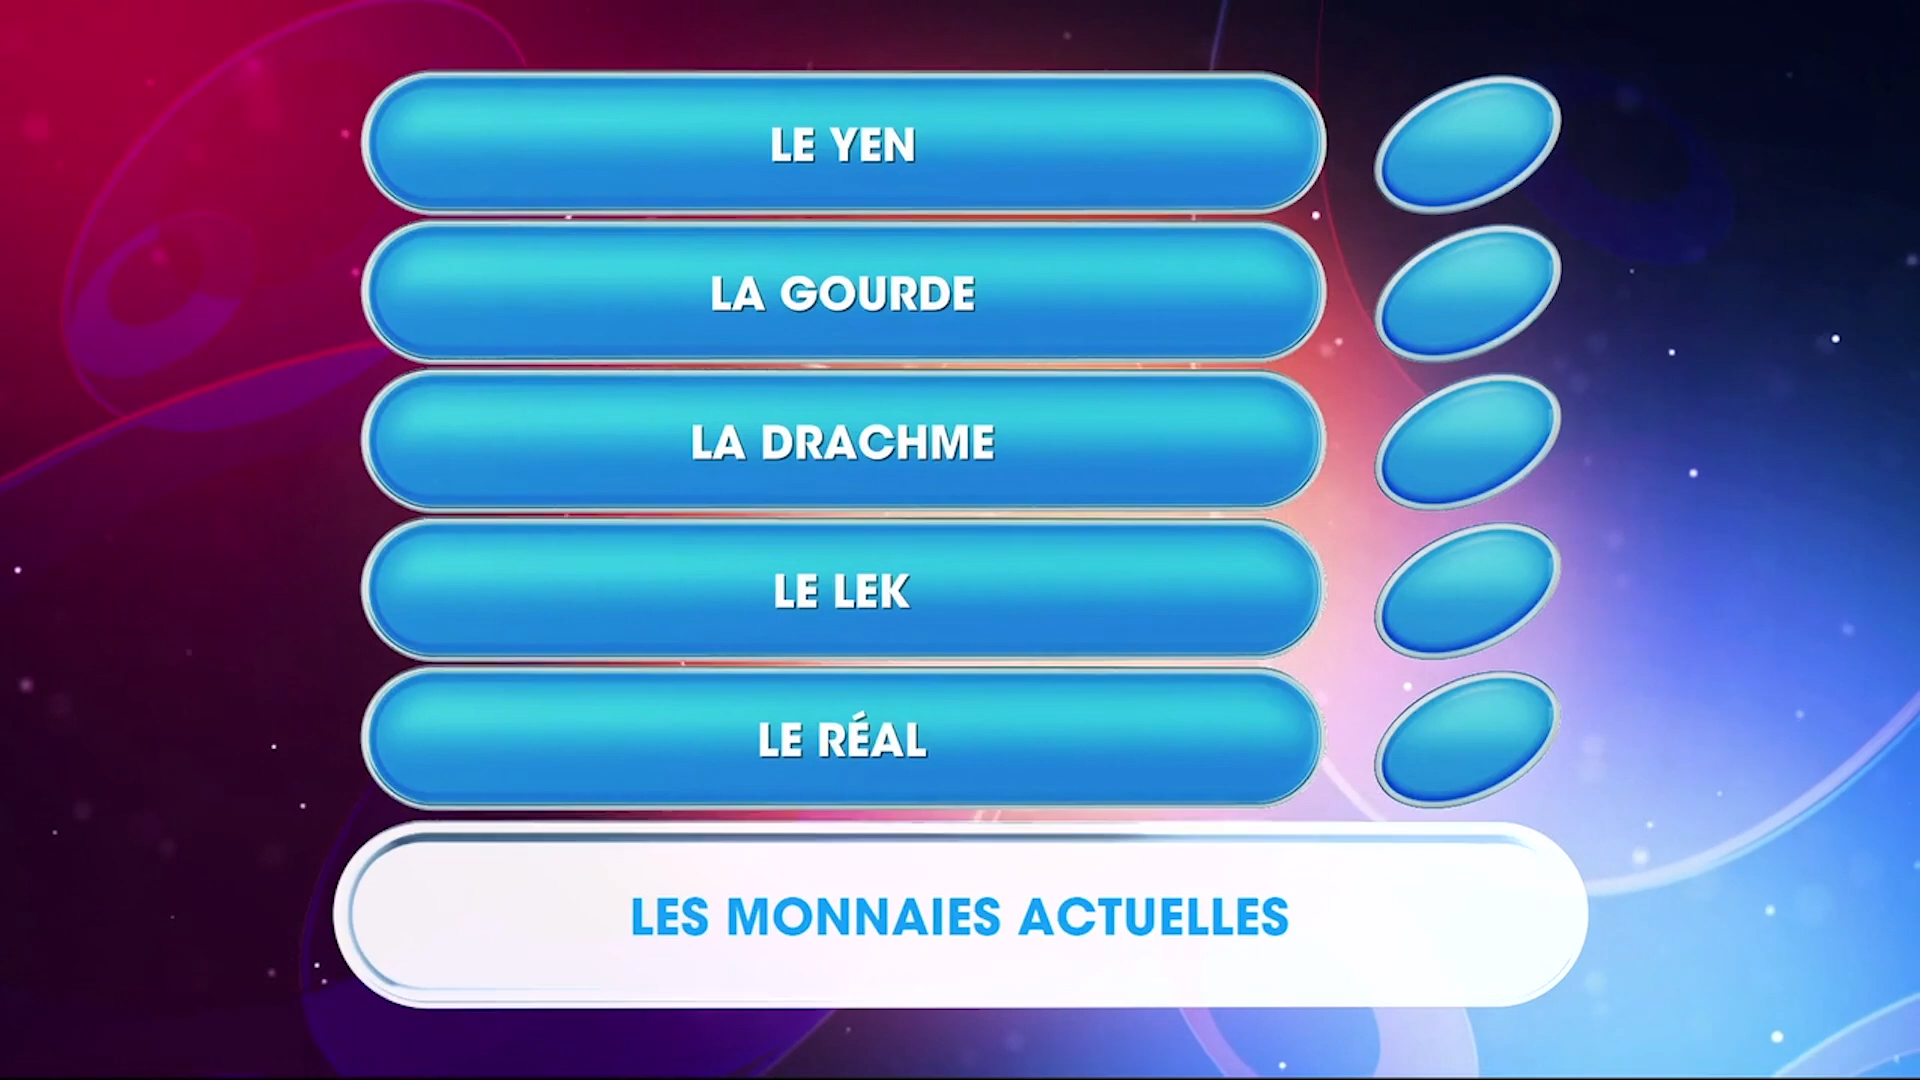 LE YEN
LA GOURDE
LA DRACHME
LE LEK
LE RÉAL
LES MONNAIES ACTUELLES